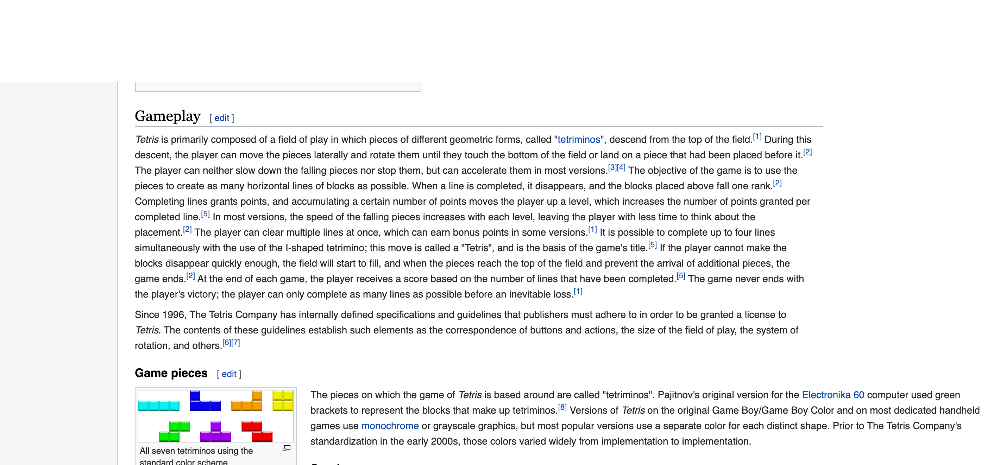 Gameplay [ edit ]
Tetris is primarily composed of a field of play in which pieces of different geometric forms, called "tetriminos", descend from the top of the field.[1] During this
descent, the player can move the pieces laterally and rotate them until they touch the bottom of the field or land on a piece that had been placed before it.[2]
The player can neither slow down the falling pieces nor stop them, but can accelerate them in most versions.[3][4] The objective of the game is to use the
pieces to create as many horizontal lines of blocks as possible. When a line is completed, it disappears, and the blocks placed above fall one rank.[2]
Completing lines grants points, and accumulating a certain number of points moves the player up a level, which increases the number of points granted per
completed line.[5] In most versions, the speed of the falling pieces increases with each level, leaving the player with less time to think about the
placement.[2] The player can clear multiple lines at once, which can earn bonus points in some versions.[1] It is possible to complete up to four lines
simultaneously with the use of the I-shaped tetrimino; this move is called a "Tetris", and is the basis of the game's title.[5] If the player cannot make the
blocks disappear quickly enough, the field will start to fill, and when the pieces reach the top of the field and prevent the arrival of additional pieces, the
game ends.[2] At the end of each game, the player receives a score based on the number of lines that have been completed.[5] The game never ends with
the player's victory; the player can only complete as many lines as possible before an inevitable loss.[1]
Since 1996, The Tetris Company has internally defined specifications and guidelines that publishers must adhere to in order to be granted a license to
Tetris. The contents of these guidelines establish such elements as the correspondence of buttons and actions, the size of the field of play, the system of
rotation, and others.[6][7]
Game pieces [ edit ]
All seven tetriminos using the
standard color scheme
The pieces on which the game of Tetris is based around are called "tetriminos". Pajitnov's original version for the Electronika 60 computer used green
brackets to represent the blocks that make up tetriminos.[8] Versions of Tetris on the original Game Boy/Game Boy Color and on most dedicated handheld
games use monochrome or grayscale graphics, but most popular versions use a separate color for each distinct shape. Prior to The Tetris Company's
standardization in the early 2000s, those colors varied widely from implementation to implementation.